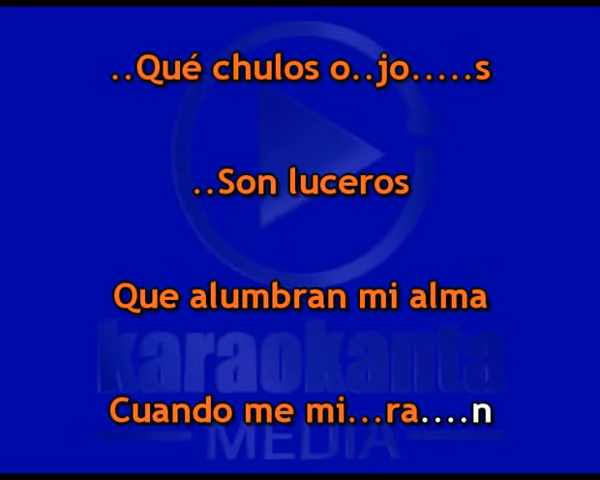 ..Qué chulos o..jo.....s
..Son luceros
Que alumbran mi alma
karaokanta
Cuando me mi...ra....n
MEDIA